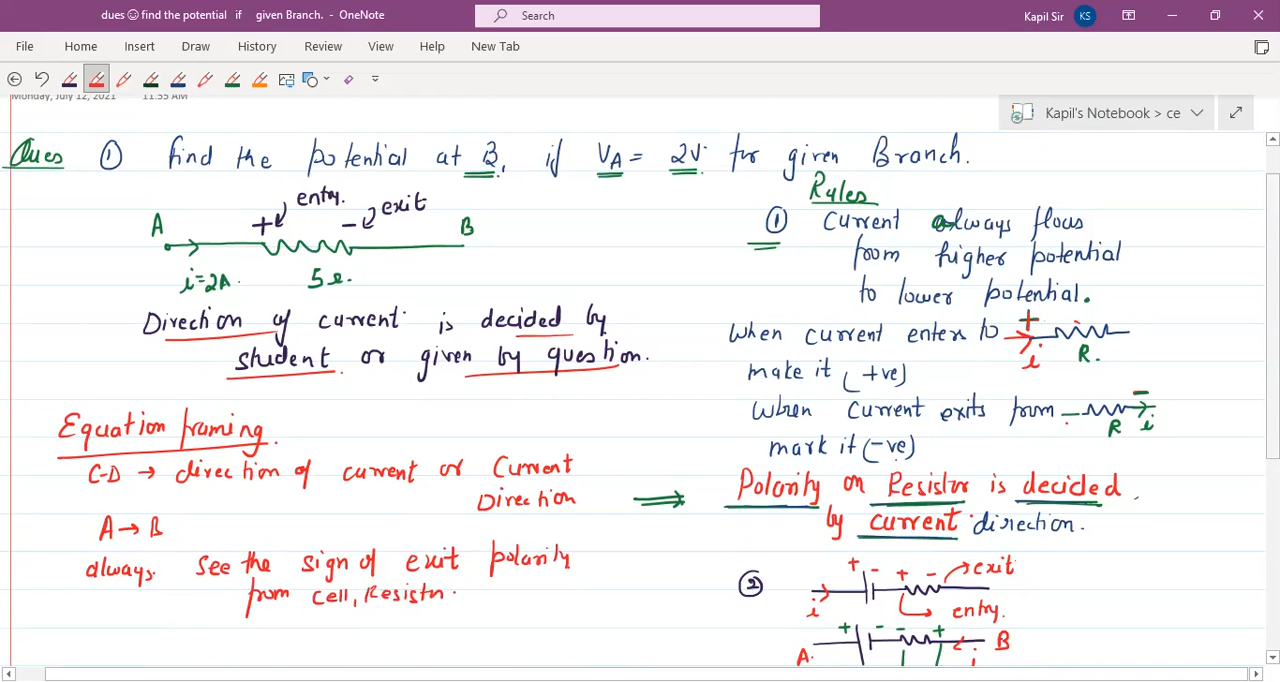 dues ☺ find the potential if given Branch. - OneNote
Search
Kapil Sir
KS
File Home Insert Draw History Review View Help New Tab
Monday, July 12, 2021 11:55 AM
Kapil's Notebook > ce
Ques ① find the potential at B, if VA = 2V for given Branch.
entry.
exit
+ -
A B
i=2A. 5Ω.
Direction of current is decided by
student or given by question.
Equation framing.
C-D → direction of current or Current
Direction
A → B
always see the sign of exit polarity
from cell, Resistr.
Rules
① Current always flows
from higher potential
to lower potential.
When current enters to
+
i R.
make it (+ve)
When current exits from
-
R i
mark it (-ve)
Polarity on Resistor is decided
by current direction.
②
+ - + - exit
i entry.
+ - - +
A. i B